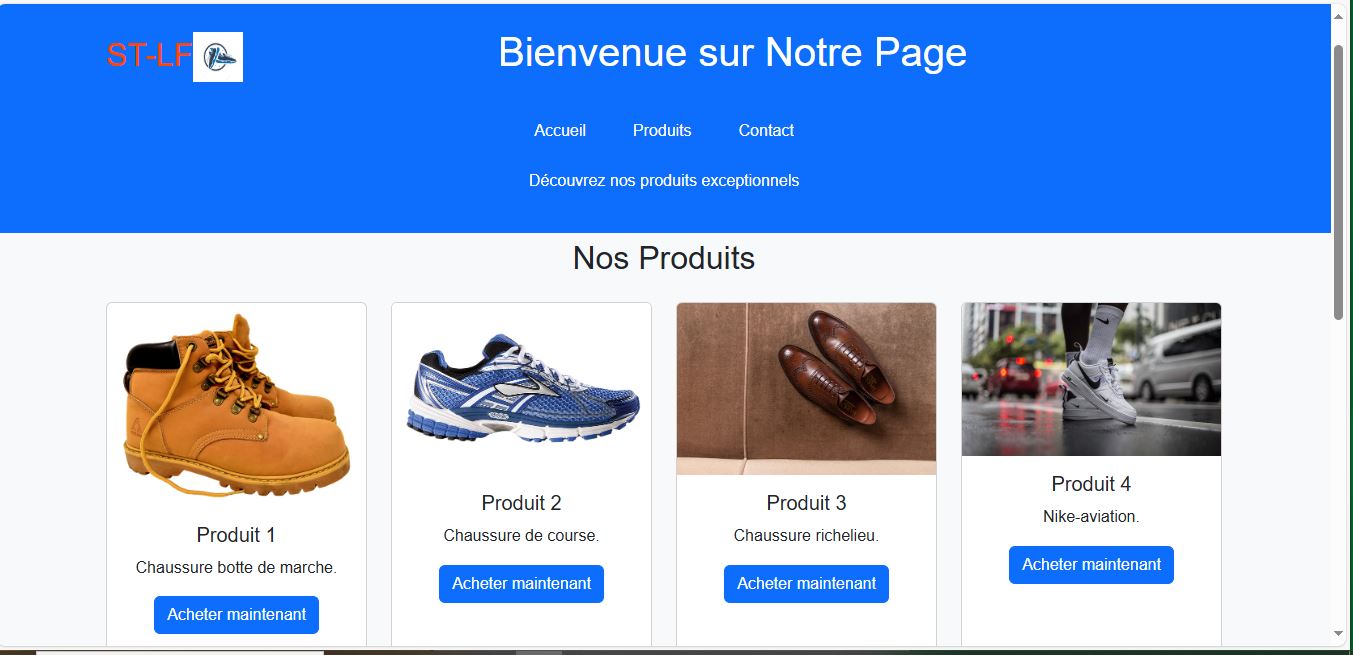 ST-LF
Bienvenue sur Notre Page
Accueil Produits Contact
Découvrez nos produits exceptionnels
Nos Produits
Produit 1
Chaussure botte de marche.
Acheter maintenant
Produit 2
Chaussure de course.
Acheter maintenant
Produit 3
Chaussure richelieu.
Acheter maintenant
Produit 4
Nike-aviation.
Acheter maintenant